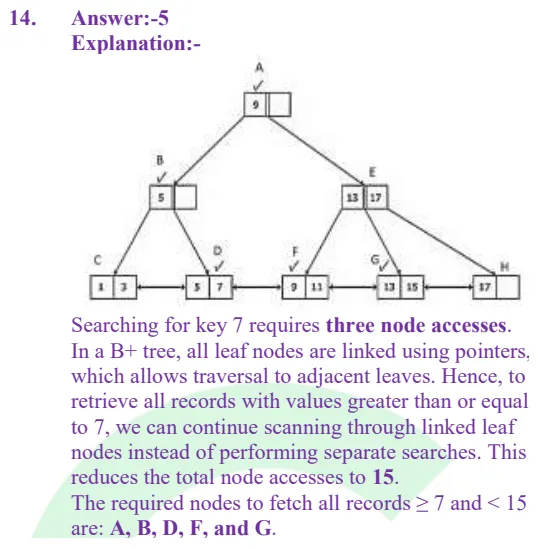 14. Answer:-5
Explanation:-
A
✓
9
B
✓
5
E
13 17
C
1 3
D
✓
5 7
F
✓
9 11
G ✓
13 15
H
17
Searching for key 7 requires three node accesses.
In a B+ tree, all leaf nodes are linked using pointers,
which allows traversal to adjacent leaves. Hence, to
retrieve all records with values greater than or equal
to 7, we can continue scanning through linked leaf
nodes instead of performing separate searches. This
reduces the total node accesses to 15.
The required nodes to fetch all records ≥ 7 and < 15
are: A, B, D, F, and G.